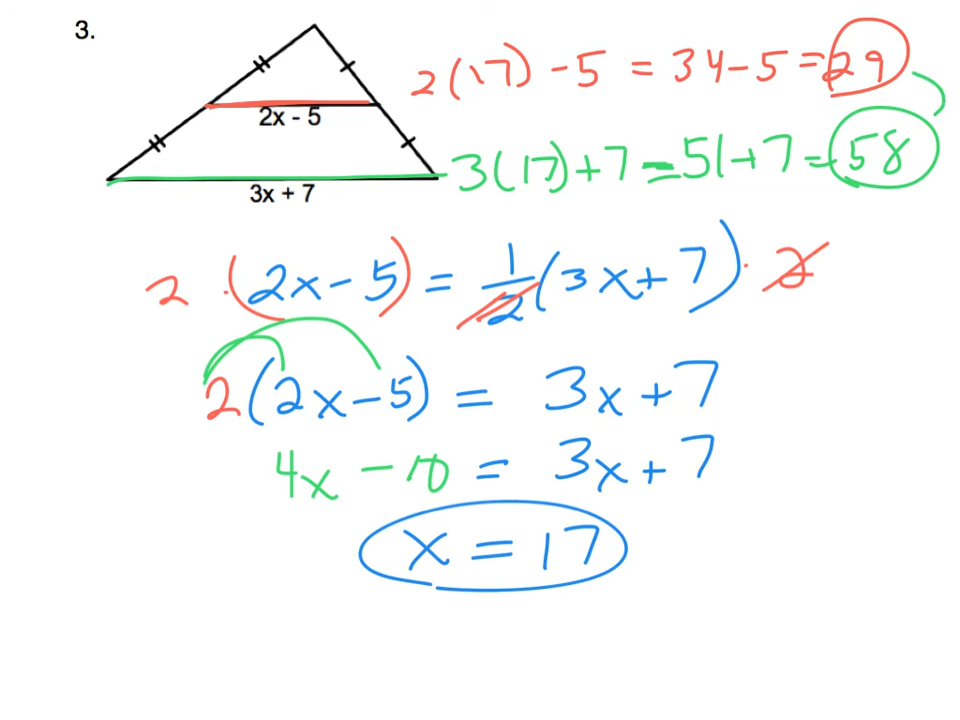 3.
2(17) - 5 = 34 - 5 = 29
2x - 5
3(17) + 7 = 51 + 7 = 58
3x + 7
2 · (2x - 5) = 1/2 (3x + 7) · 2
2(2x - 5) = 3x + 7
4x - 10 = 3x + 7
x = 17